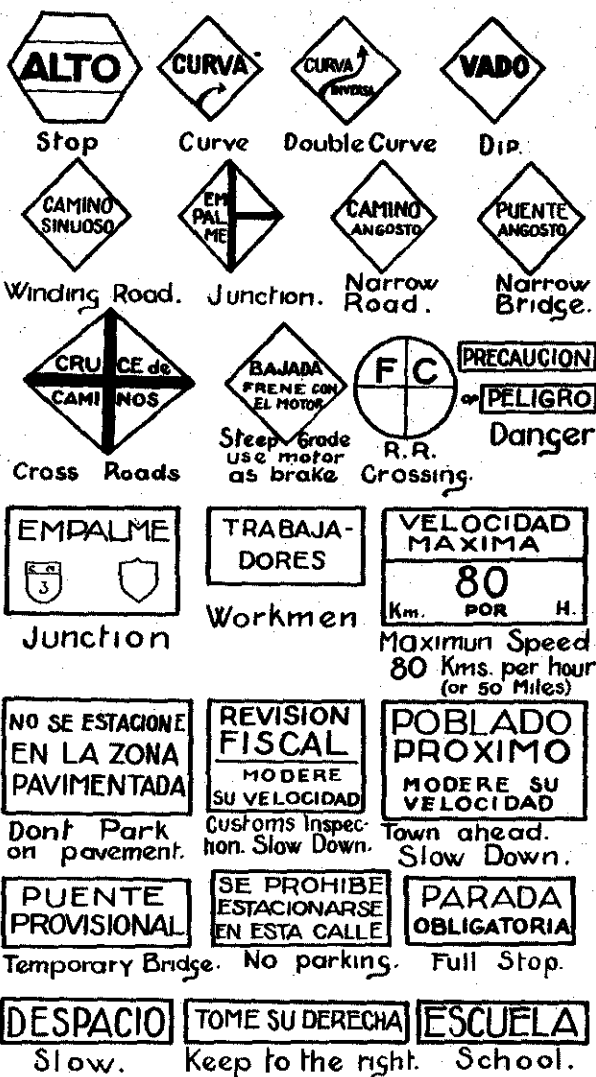 ALTO
Stop
CURVA
Curve
CURVA
INVERSA
Double Curve
VADO
Dip.
CAMINO
SINUOSO
Winding Road.
EM
PAL
ME
Junction.
CAMINO
ANGOSTO
Narrow
Road.
PUENTE
ANGOSTO
Narrow
Bridge.
CRUCE de
CAMINOS
Cross Roads
BAJADA
FRENE CON
EL MOTOR
Steep Grade
use motor
as brake
F C
R.R.
Crossing.
PRECAUCION
or PELIGRO
Danger
EMPALME
3
Junction
TRABAJA-
DORES
Workmen
VELOCIDAD
MAXIMA
80
Km. POR H.
Maximun Speed
80 Kms. per hour
(or 50 Miles)
NO SE ESTACIONE
EN LA ZONA
PAVIMENTADA
Dont Park
on pavement.
REVISION
FISCAL
MODERE
SU VELOCIDAD
Customs Inspec-
tion. Slow Down.
POBLADO
PROXIMO
MODERE SU
VELOCIDAD
Town ahead.
Slow Down.
PUENTE
PROVISIONAL
Temporary Bridge.
SE PROHIBE
ESTACIONARSE
EN ESTA CALLE
No parking.
PARADA
OBLIGATORIA
Full Stop.
DESPACIO
Slow.
TOME SU DERECHA
Keep to the right.
ESCUELA
School.